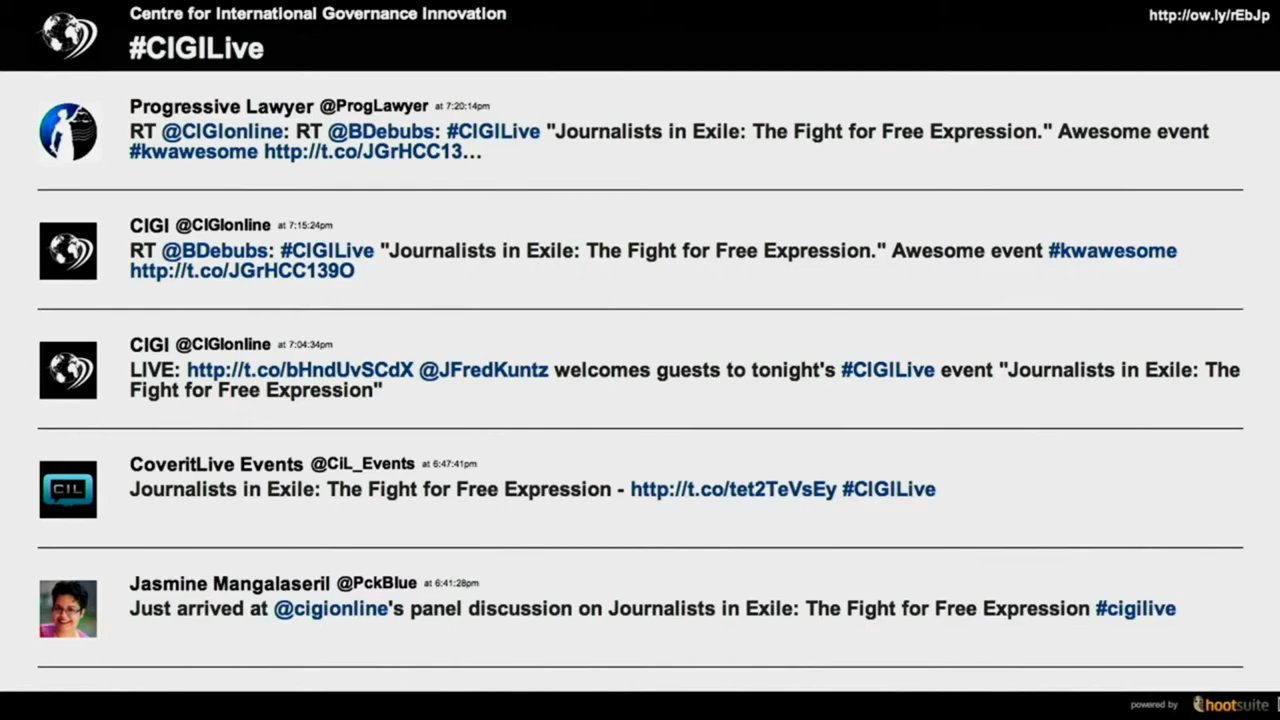 Centre for International Governance Innovation
http://ow.ly/rEbJp
#CIGILive
Progressive Lawyer @ProgLawyer at 7:20:14pm
RT @CIGIonline: RT @BDebubs: #CIGILive "Journalists in Exile: The Fight for Free Expression." Awesome event
#kwawesome http://t.co/JGrHCC13…
CIGI @CIGIonline at 7:15:24pm
RT @BDebubs: #CIGILive "Journalists in Exile: The Fight for Free Expression." Awesome event #kwawesome
http://t.co/JGrHCC139O
CIGI @CIGIonline at 7:04:34pm
LIVE: http://t.co/bHndUvSCdX @JFredKuntz welcomes guests to tonight's #CIGILive event "Journalists in Exile: The
Fight for Free Expression"
CIL
CoveritLive Events @CiL_Events at 6:47:41pm
Journalists in Exile: The Fight for Free Expression - http://t.co/tet2TeVsEy #CIGILive
Jasmine Mangalaseril @PckBlue at 6:41:28pm
Just arrived at @cigionline's panel discussion on Journalists in Exile: The Fight for Free Expression #cigilive
powered by hootsuite